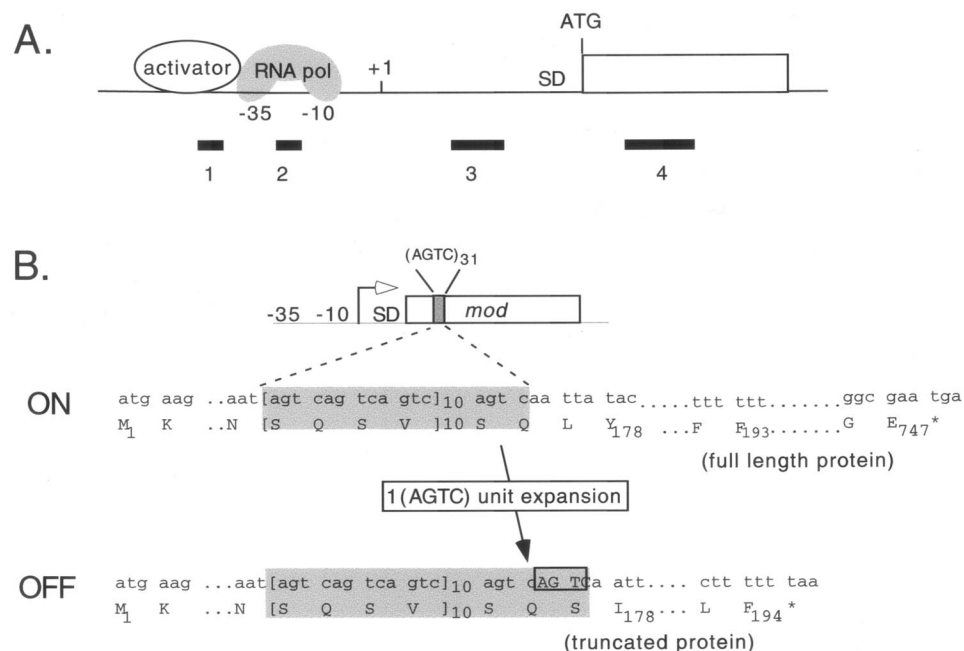 A.
ATG
activator
RNA pol
+1
SD
-35 -10
1 2 3 4
B.
(AGTC)31
-35 -10 SD mod
ON
atg aag ..aat[agt cag tca gtc]10 agt caa tta tac.....ttt ttt.......ggc gaa tga
M1 K ..N [S Q S V ]10 S Q L Y178 ...F F193.......G E747*
(full length protein)
1(AGTC) unit expansion
OFF
atg aag ...aat[agt cag tca gtc]10 agt cAG TCa att.... ctt ttt taa
M1 K ...N [S Q S V ]10 S Q S I178... L F194 *
(truncated protein)